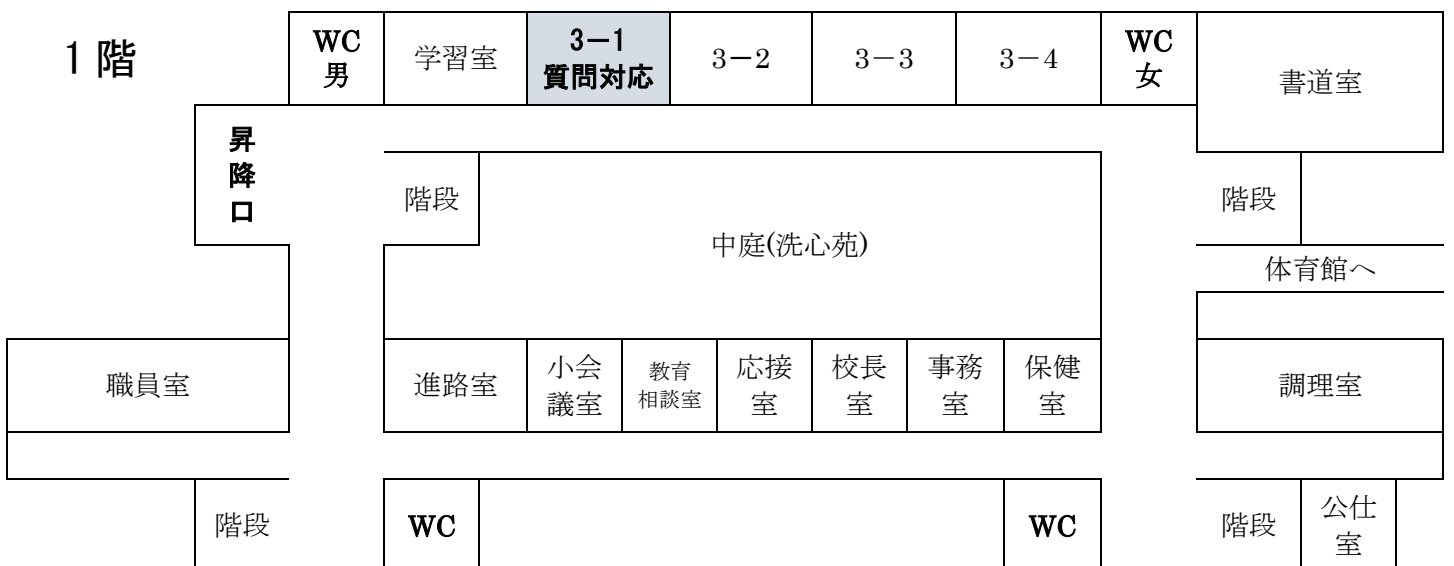 1階
WC
男
学習室
3－1
質問対応
3－2
3－3
3－4
WC
女
書道室
昇
降
口
階段
中庭(洗心苑)
階段
体育館へ
職員室
進路室
小会
議室
教育
相談室
応接
室
校長
室
事務
室
保健
室
調理室
階段
WC
WC
階段
公仕
室